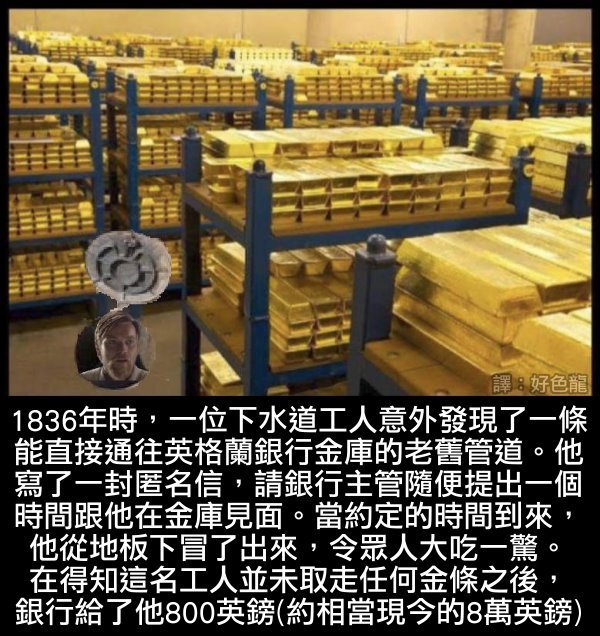 譯：好色龍
1836年時，一位下水道工人意外發現了一條
能直接通往英格蘭銀行金庫的老舊管道。他
寫了一封匿名信，請銀行主管隨便提出一個
時間跟他在金庫見面。當約定的時間到來，
他從地板下冒了出來，令眾人大吃一驚。
在得知這名工人並未取走任何金條之後，
銀行給了他800英鎊(約相當現今的8萬英鎊)